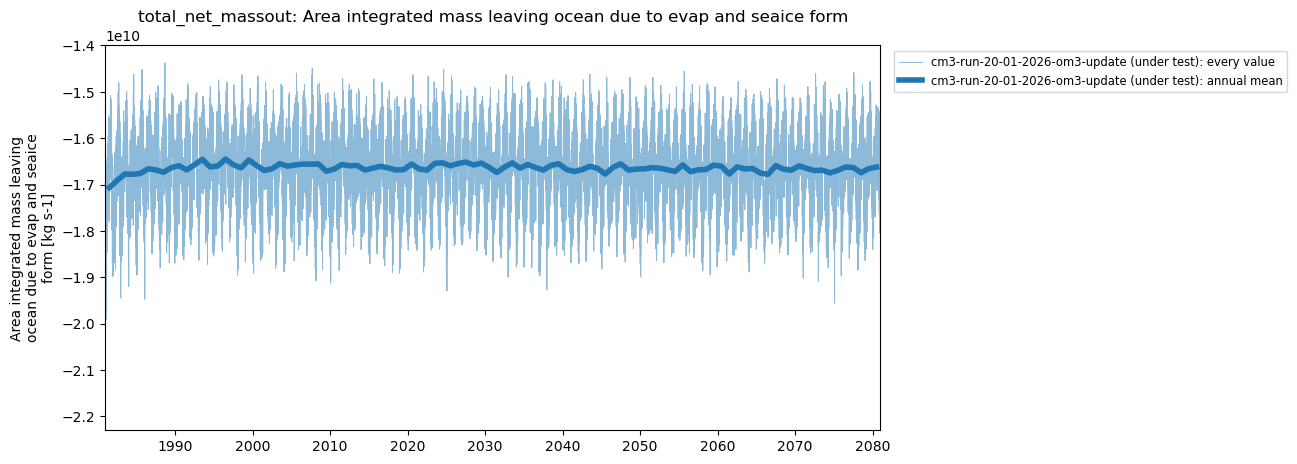 total_net_massout: Area integrated mass leaving ocean due to evap and seaice form
1e10
−1.4
−1.5
−1.6
−1.7
−1.8
−1.9
−2.0
−2.1
−2.2
Area integrated mass leaving
ocean due to evap and seaice
form [kg s-1]
1990
2000
2010
2020
2030
2040
2050
2060
2070
2080
cm3-run-20-01-2026-om3-update (under test): every value
cm3-run-20-01-2026-om3-update (under test): annual mean